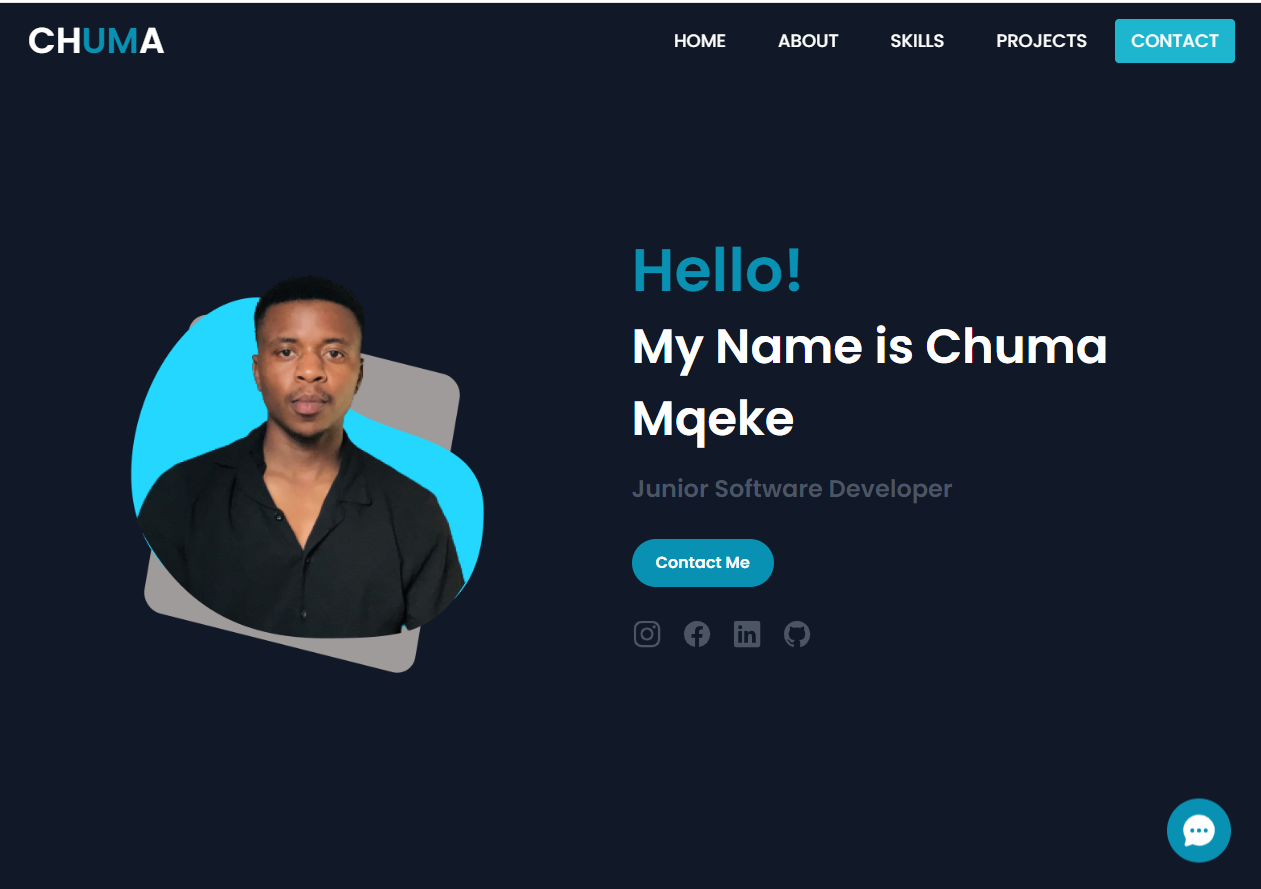 CHUMA
HOME
ABOUT
SKILLS
PROJECTS
CONTACT
Hello!
My Name is Chuma
Mqeke
Junior Software Developer
Contact Me